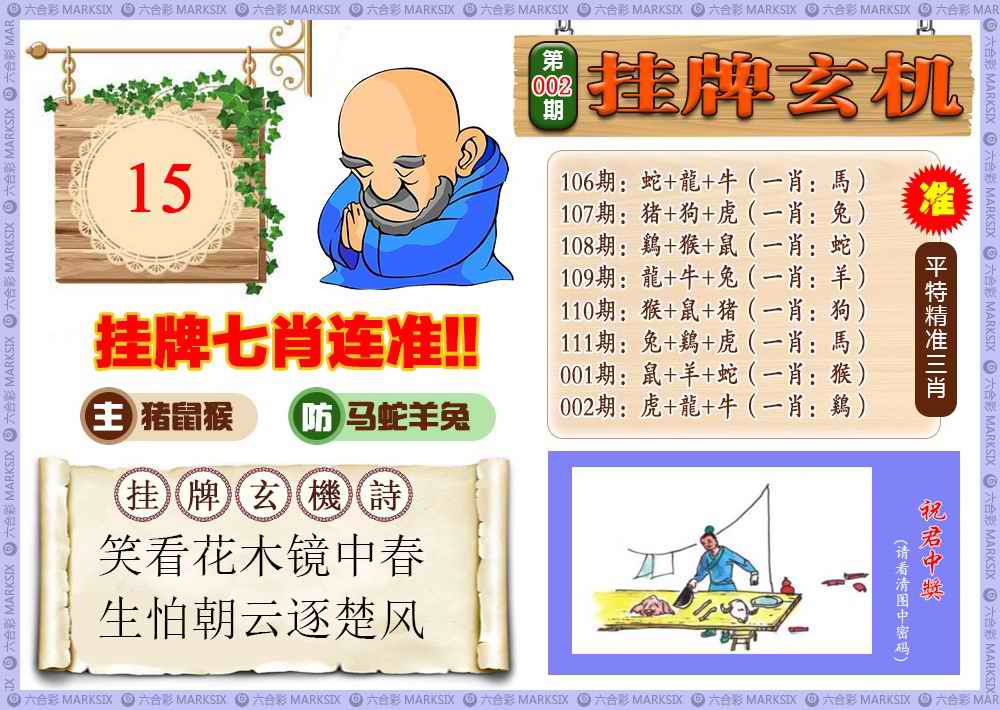 六合彩 MARKSIX
第002期
挂牌玄机
15
挂牌七肖连准!!
主 猪鼠猴
防 马蛇羊兔
挂牌玄機詩
笑看花木镜中春
生怕朝云逐楚风
106期：蛇+龍+牛（一肖：馬）
107期：猪+狗+虎（一肖：兔）
108期：鷄+猴+鼠（一肖：蛇）
109期：龍+牛+兔（一肖：羊）
110期：猴+鼠+猪（一肖：狗）
111期：兔+鷄+虎（一肖：馬）
001期：鼠+羊+蛇（一肖：猴）
002期：虎+龍+牛（一肖：鷄）
准
平特精准三肖
祝君中獎
（请看清图中密码）